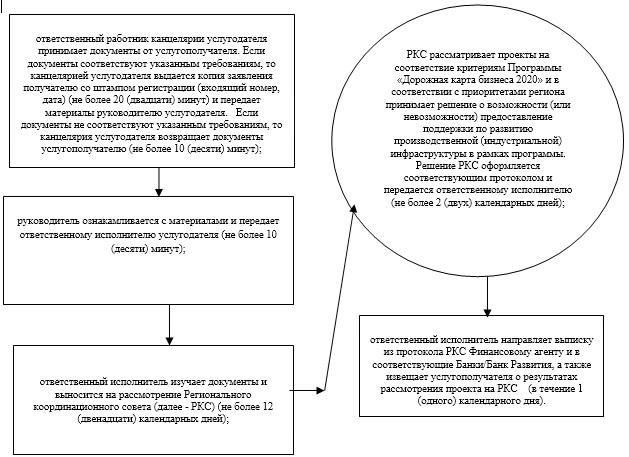 ответственный работник канцелярии услугодателя
принимает документы от услугополучателя. Если
документы соответствуют указанным требованиям, то
канцелярией услугодателя выдается копия заявления
получателю со штампом регистрации (входящий номер,
дата) (не более 20 (двадцати) минут) и передает
материалы руководителю услугодателя. Если
документы не соответствуют указанным требованиям, то
канцелярия услугодателя возвращает документы
услугополучателю (не более 10 (десяти) минут);
руководитель ознакамливается с материалами и передает
ответственному исполнителю услугодателя (не более 10
(десяти) минут);
ответственный исполнитель изучает документы и
выносится на рассмотрение Регионального
координационного совета (далее - РКС) (не более 12
(двенадцати) календарных дней);
РКС рассматривает проекты на
соответствие критериям Программы
«Дорожная карта бизнеса 2020» и в
соответствии с приоритетами региона
принимает решение о возможности (или
невозможности) предоставление
поддержки по развитию
производственной (индустриальной)
инфраструктуры в рамках программы.
Решение РКС оформляется
соответствующим протоколом и
передается ответственному исполнителю
(не более 2 (двух) календарных дней);
ответственный исполнитель направляет выписку
из протокола РКС Финансовому агенту и в
соответствующие Банки/Банк Развития, а также
извещает услугополучателя о результатах
рассмотрения проекта на РКС (в течение 1
(одного) календарного дня).